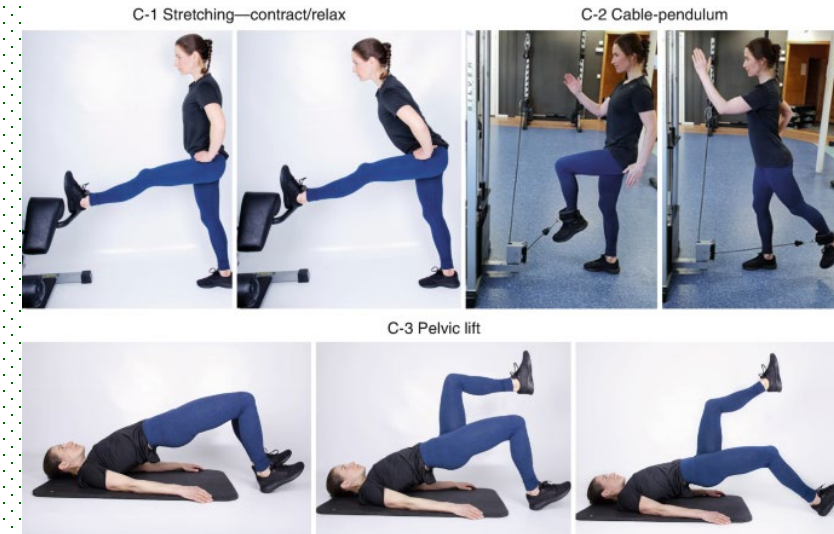 C-1 Stretching—contract/relax
C-2 Cable-pendulum
C-3 Pelvic lift